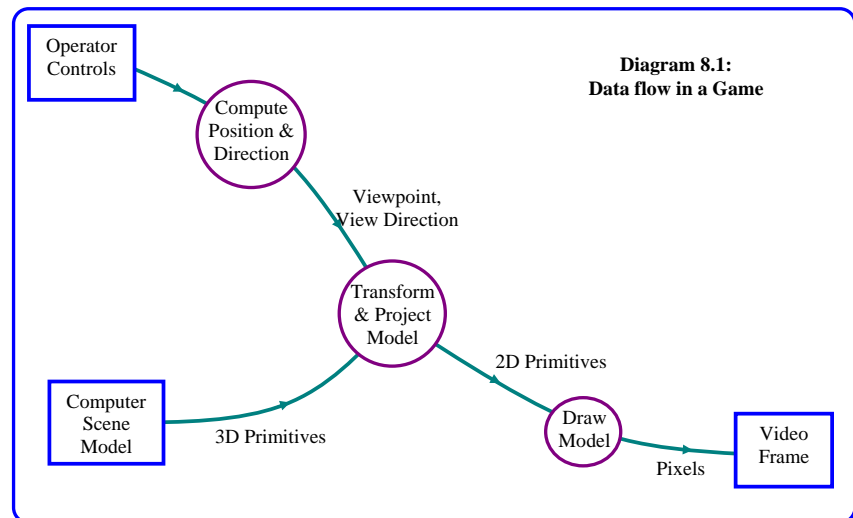 Operator
Controls
Diagram 8.1:
Data flow in a Game
Compute
Position &
Direction
Viewpoint,
View Direction
Transform
& Project
Model
2D Primitives
Computer
Scene
Model
3D Primitives
Draw
Model
Pixels
Video
Frame